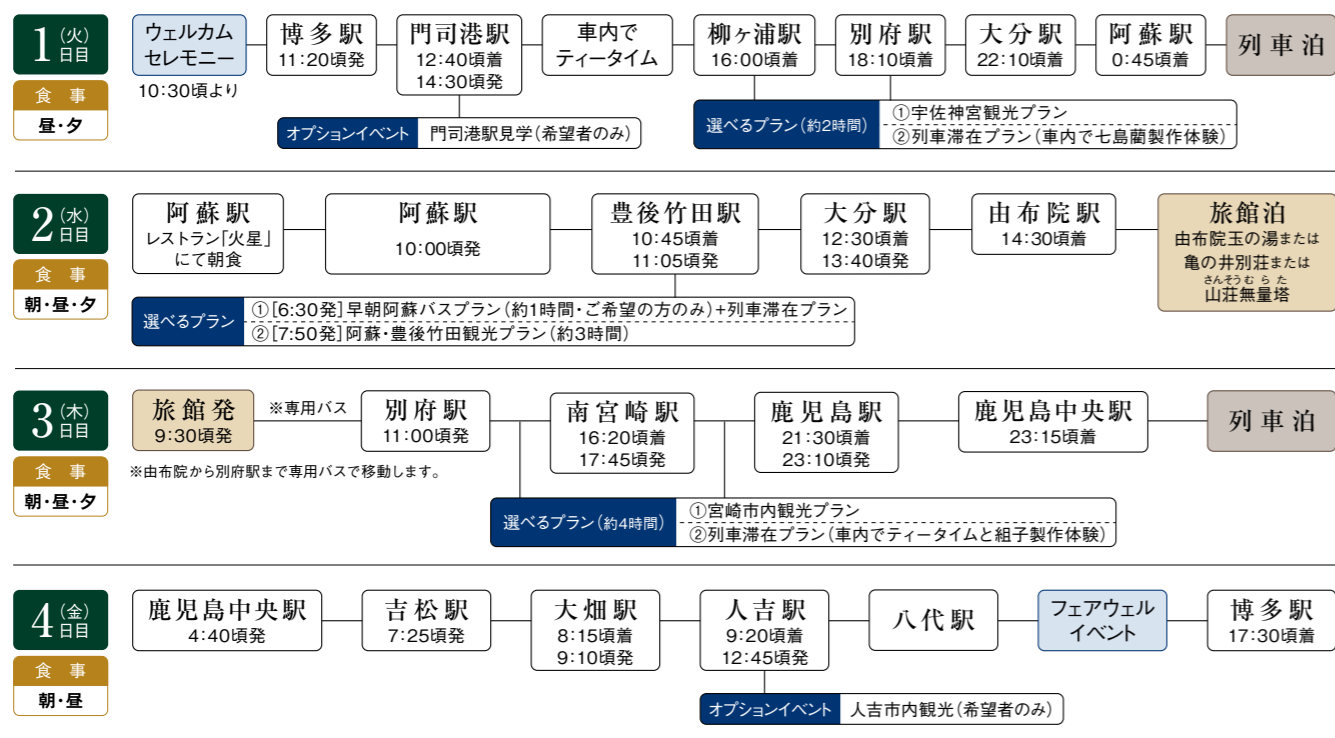 1日目(火)
食事
昼・夕
ウェルカム
セレモニー
10:30頃より
博多駅
11:20頃発
門司港駅
12:40頃着
14:30頃発
オプションイベント 門司港駅見学(希望者のみ)
車内で
ティータイム
柳ヶ浦駅
16:00頃着
別府駅
18:10頃着
選べるプラン(約2時間)
①宇佐神宮観光プラン
②列車滞在プラン(車内で七島藺製作体験)
大分駅
22:10頃着
阿蘇駅
0:45頃着
列車泊
2日目(水)
食事
朝・昼・夕
阿蘇駅
レストラン「火星」
にて朝食
阿蘇駅
10:00頃発
豊後竹田駅
10:45頃着
11:05頃発
選べるプラン
①[6:30発]早朝阿蘇バスプラン(約1時間・ご希望の方のみ)+列車滞在プラン
②[7:50発]阿蘇・豊後竹田観光プラン(約3時間)
大分駅
12:30頃着
13:40頃発
由布院駅
14:30頃着
旅館泊
由布院玉の湯または
亀の井別荘または
さんそうむらた
山荘無量塔
3日目(木)
食事
朝・昼・夕
旅館発
9:30頃発
※専用バス
※由布院から別府駅まで専用バスで移動します。
別府駅
11:00頃発
南宮崎駅
16:20頃着
17:45頃発
選べるプラン(約4時間)
①宮崎市内観光プラン
②列車滞在プラン(車内でティータイムと組子製作体験)
鹿児島駅
21:30頃着
23:10頃発
鹿児島中央駅
23:15頃着
列車泊
4日目(金)
食事
朝・昼
鹿児島中央駅
4:40頃発
吉松駅
7:25頃発
大畑駅
8:15頃着
9:10頃発
人吉駅
9:20頃着
12:45頃発
オプションイベント 人吉市内観光(希望者のみ)
八代駅
フェアウェル
イベント
博多駅
17:30頃着